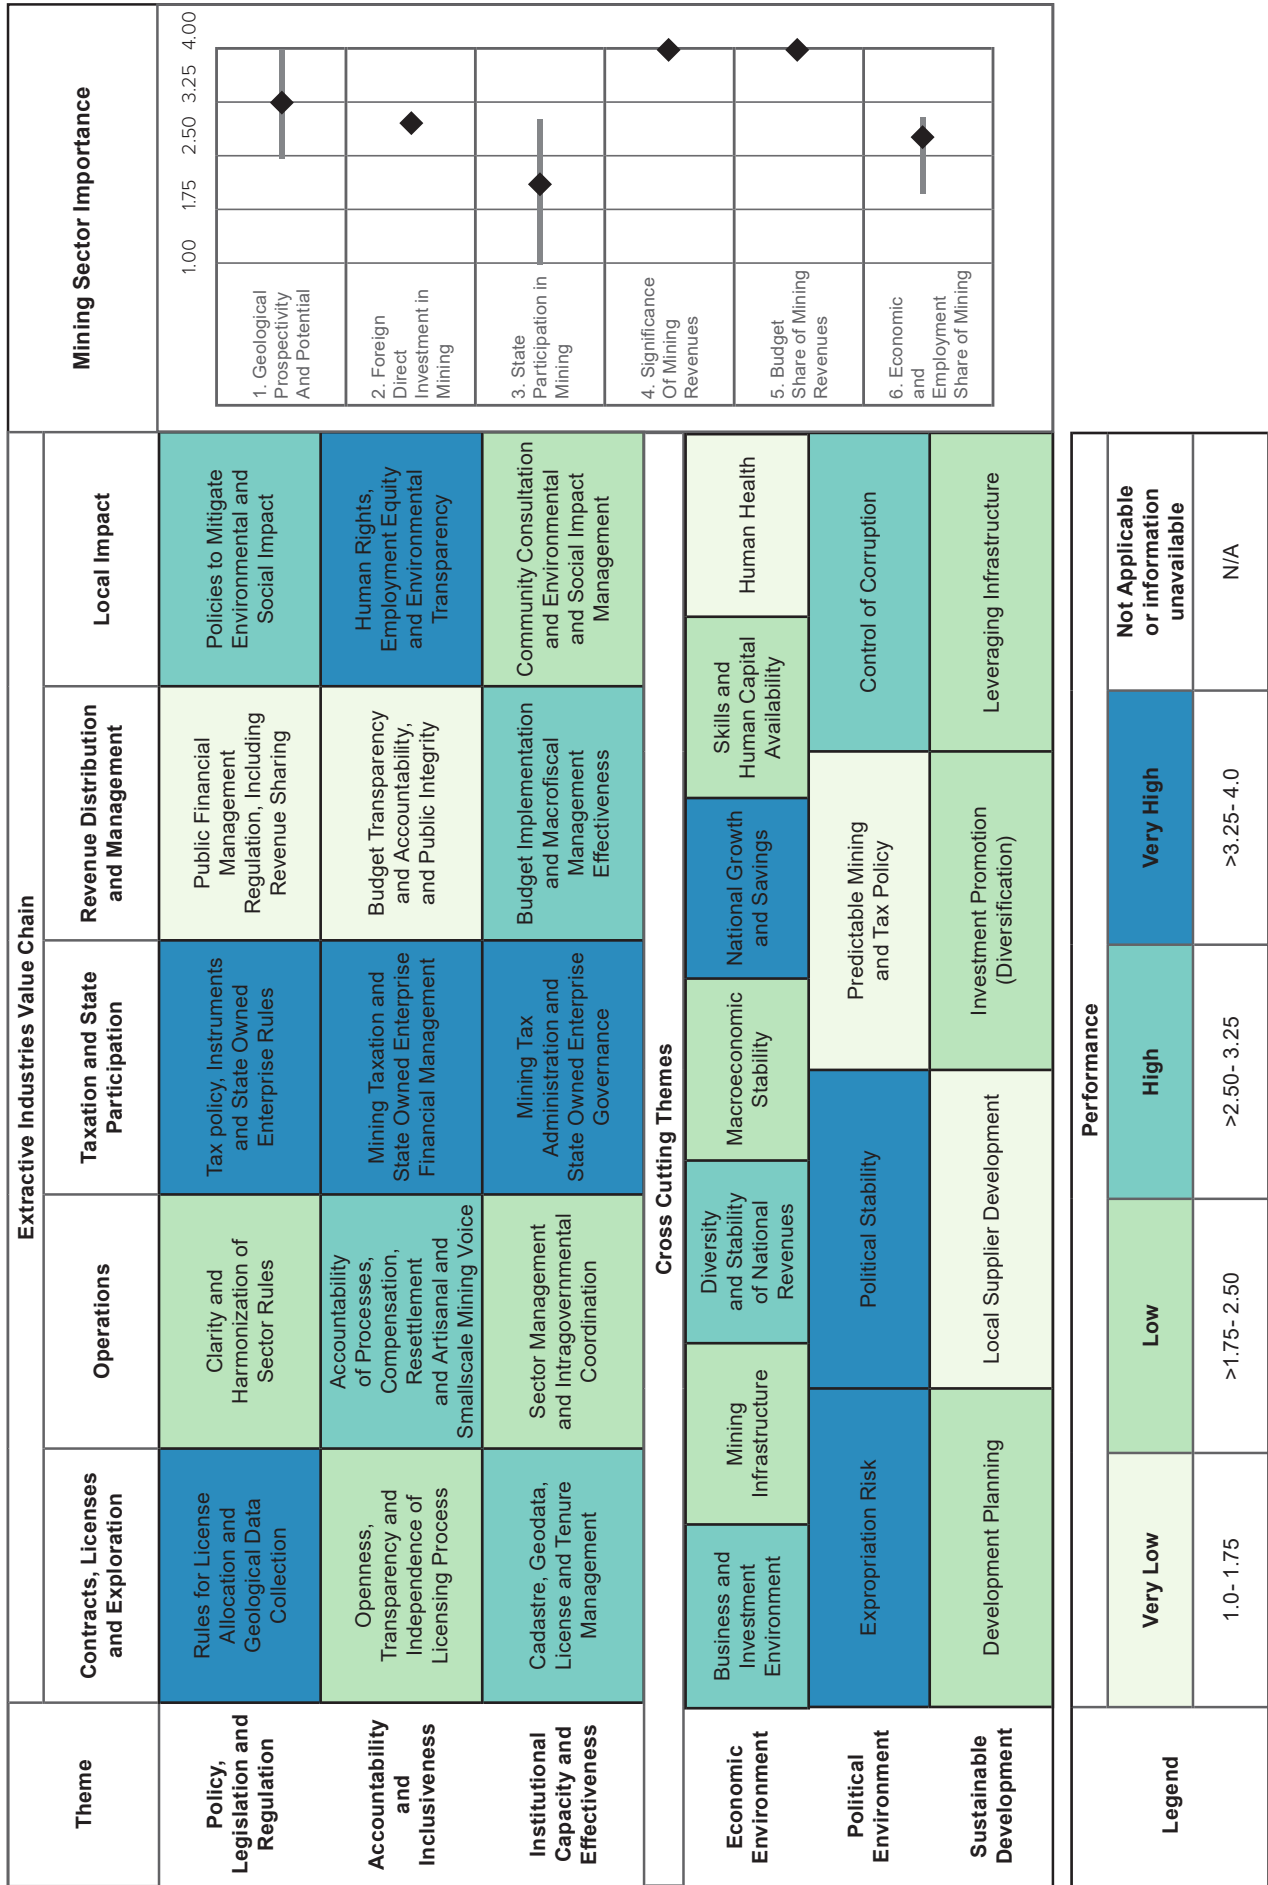 Theme
Extractive Industries Value Chain
Mining Sector Importance
Contracts, Licenses
and Exploration
Operations
Taxation and State
Participation
Revenue Distribution
and Management
Local Impact
Policy,
Legislation and
Regulation
Rules for License
Allocation and
Geological Data
Collection
Clarity and
Harmonization of
Sector Rules
Tax policy, Instruments
and State Owned
Enterprise Rules
Public Financial
Management
Regulation, Including
Revenue Sharing
Policies to Mitigate
Environmental and
Social Impact
Accountability
and
Inclusiveness
Openness,
Transparency and
Independence of
Licensing Process
Accountability
of Processes,
Compensation,
Resettlement
and Artisanal and
Smallscale Mining Voice
Mining Taxation and
State Owned Enterprise
Financial Management
Budget Transparency
and Accountability,
and Public Integrity
Human Rights,
Employment Equity
and Environmental
Transparency
Institutional
Capacity and
Effectiveness
Cadastre, Geodata,
License and Tenure
Management
Sector Management
and Intragovernmental
Coordination
Mining Tax
Administration and
State Owned Enterprise
Governance
Budget Implementation
and Macrofiscal
Management
Effectiveness
Community Consultation
and Environmental
and Social Impact
Management
1.00 1.75 2.50 3.25 4.00
1. Geological
Prospectivity
And Potential
2. Foreign
Direct
Investment in
Mining
3. State
Participation in
Mining
4. Significance
Of Mining
Revenues
5. Budget
Share of Mining
Revenues
6. Economic
and
Employment
Share of Mining
Cross Cutting Themes
Economic
Environment
Business and
Investment
Environment
Mining
Infrastructure
Diversity
and Stability
of National
Revenues
Macroeconomic
Stability
National Growth
and Savings
Skills and
Human Capital
Availability
Human Health
Political
Environment
Expropriation Risk
Political Stability
Predictable Mining
and Tax Policy
Control of Corruption
Sustainable
Development
Development Planning
Local Supplier Development
Investment Promotion
(Diversification)
Leveraging Infrastructure
Legend
Performance
Very Low
Low
High
Very High
Not Applicable
or information
unavailable
1.0- 1.75
>1.75- 2.50
>2.50- 3.25
>3.25- 4.0
N/A